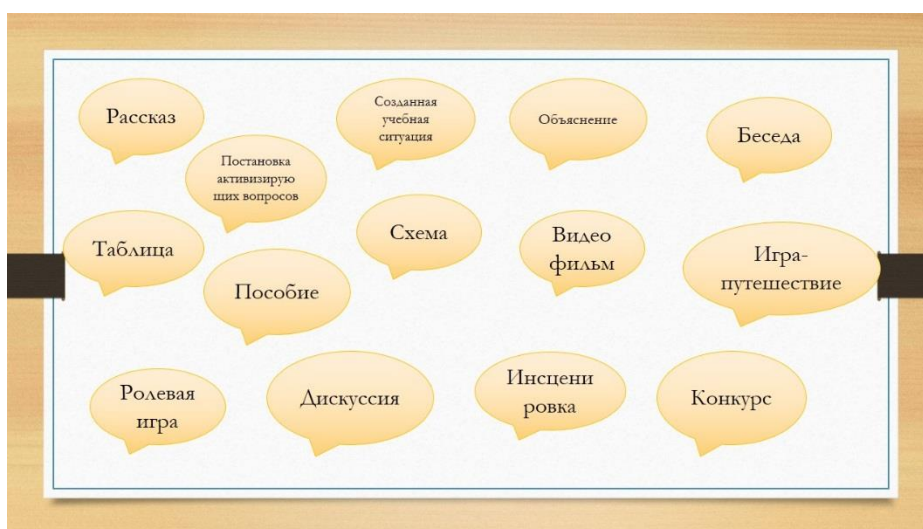 Рассказ
Созданная
учебная
ситуация
Объяснение
Беседа
Постановка
активизирую
щих вопросов
Таблица
Схема
Видео
фильм
Игра-
путешествие
Пособие
Ролевая
игра
Дискуссия
Инсцени
ровка
Конкурс